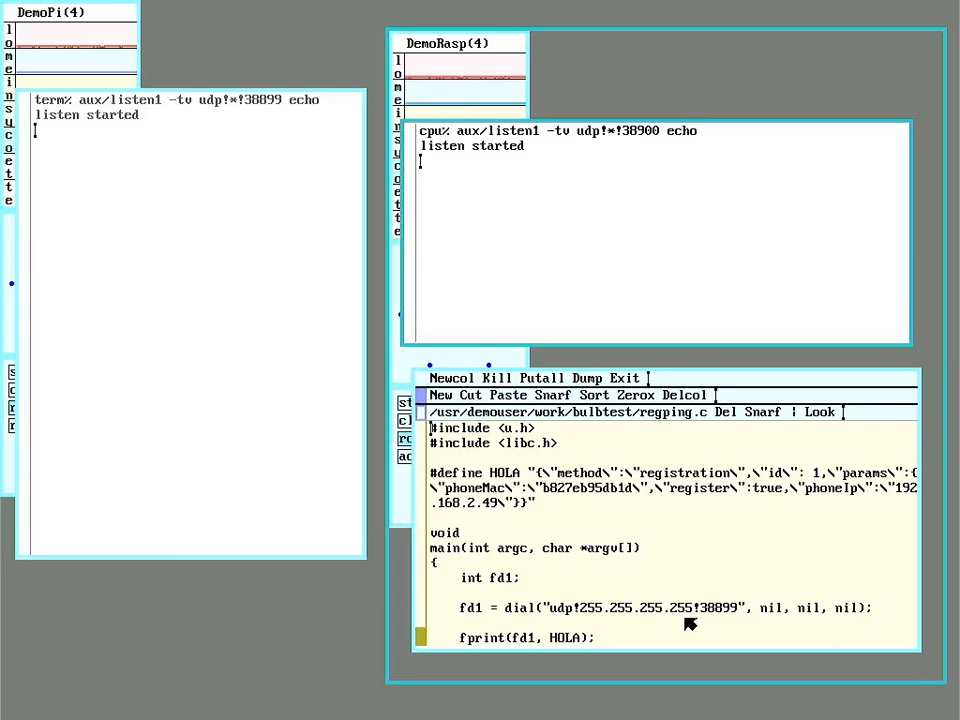 DemoPi(4)
term% aux/listen1 -tv udp!*!38899 echo
listen started
DemoRasp(4)
cpu% aux/listen1 -tv udp!*!38900 echo
listen started
Newcol Kill Putall Dump Exit
New Cut Paste Snarf Sort Zerox Delcol
/usr/demouser/work/bulbtest/regping.c Del Snarf | Look
#include <u.h>
#include <libc.h>
#define HOLA "{\"method\":\"registration\",\"id\": 1,\"params\":{
\"phoneMac\":\"b827eb95db1d\",\"register\":true,\"phoneIp\":\"192
.168.2.49\"}}"
void
main(int argc, char *argv[])
{
int fd1;
fd1 = dial("udp!255.255.255.255!38899", nil, nil, nil);
fprint(fd1, HOLA);